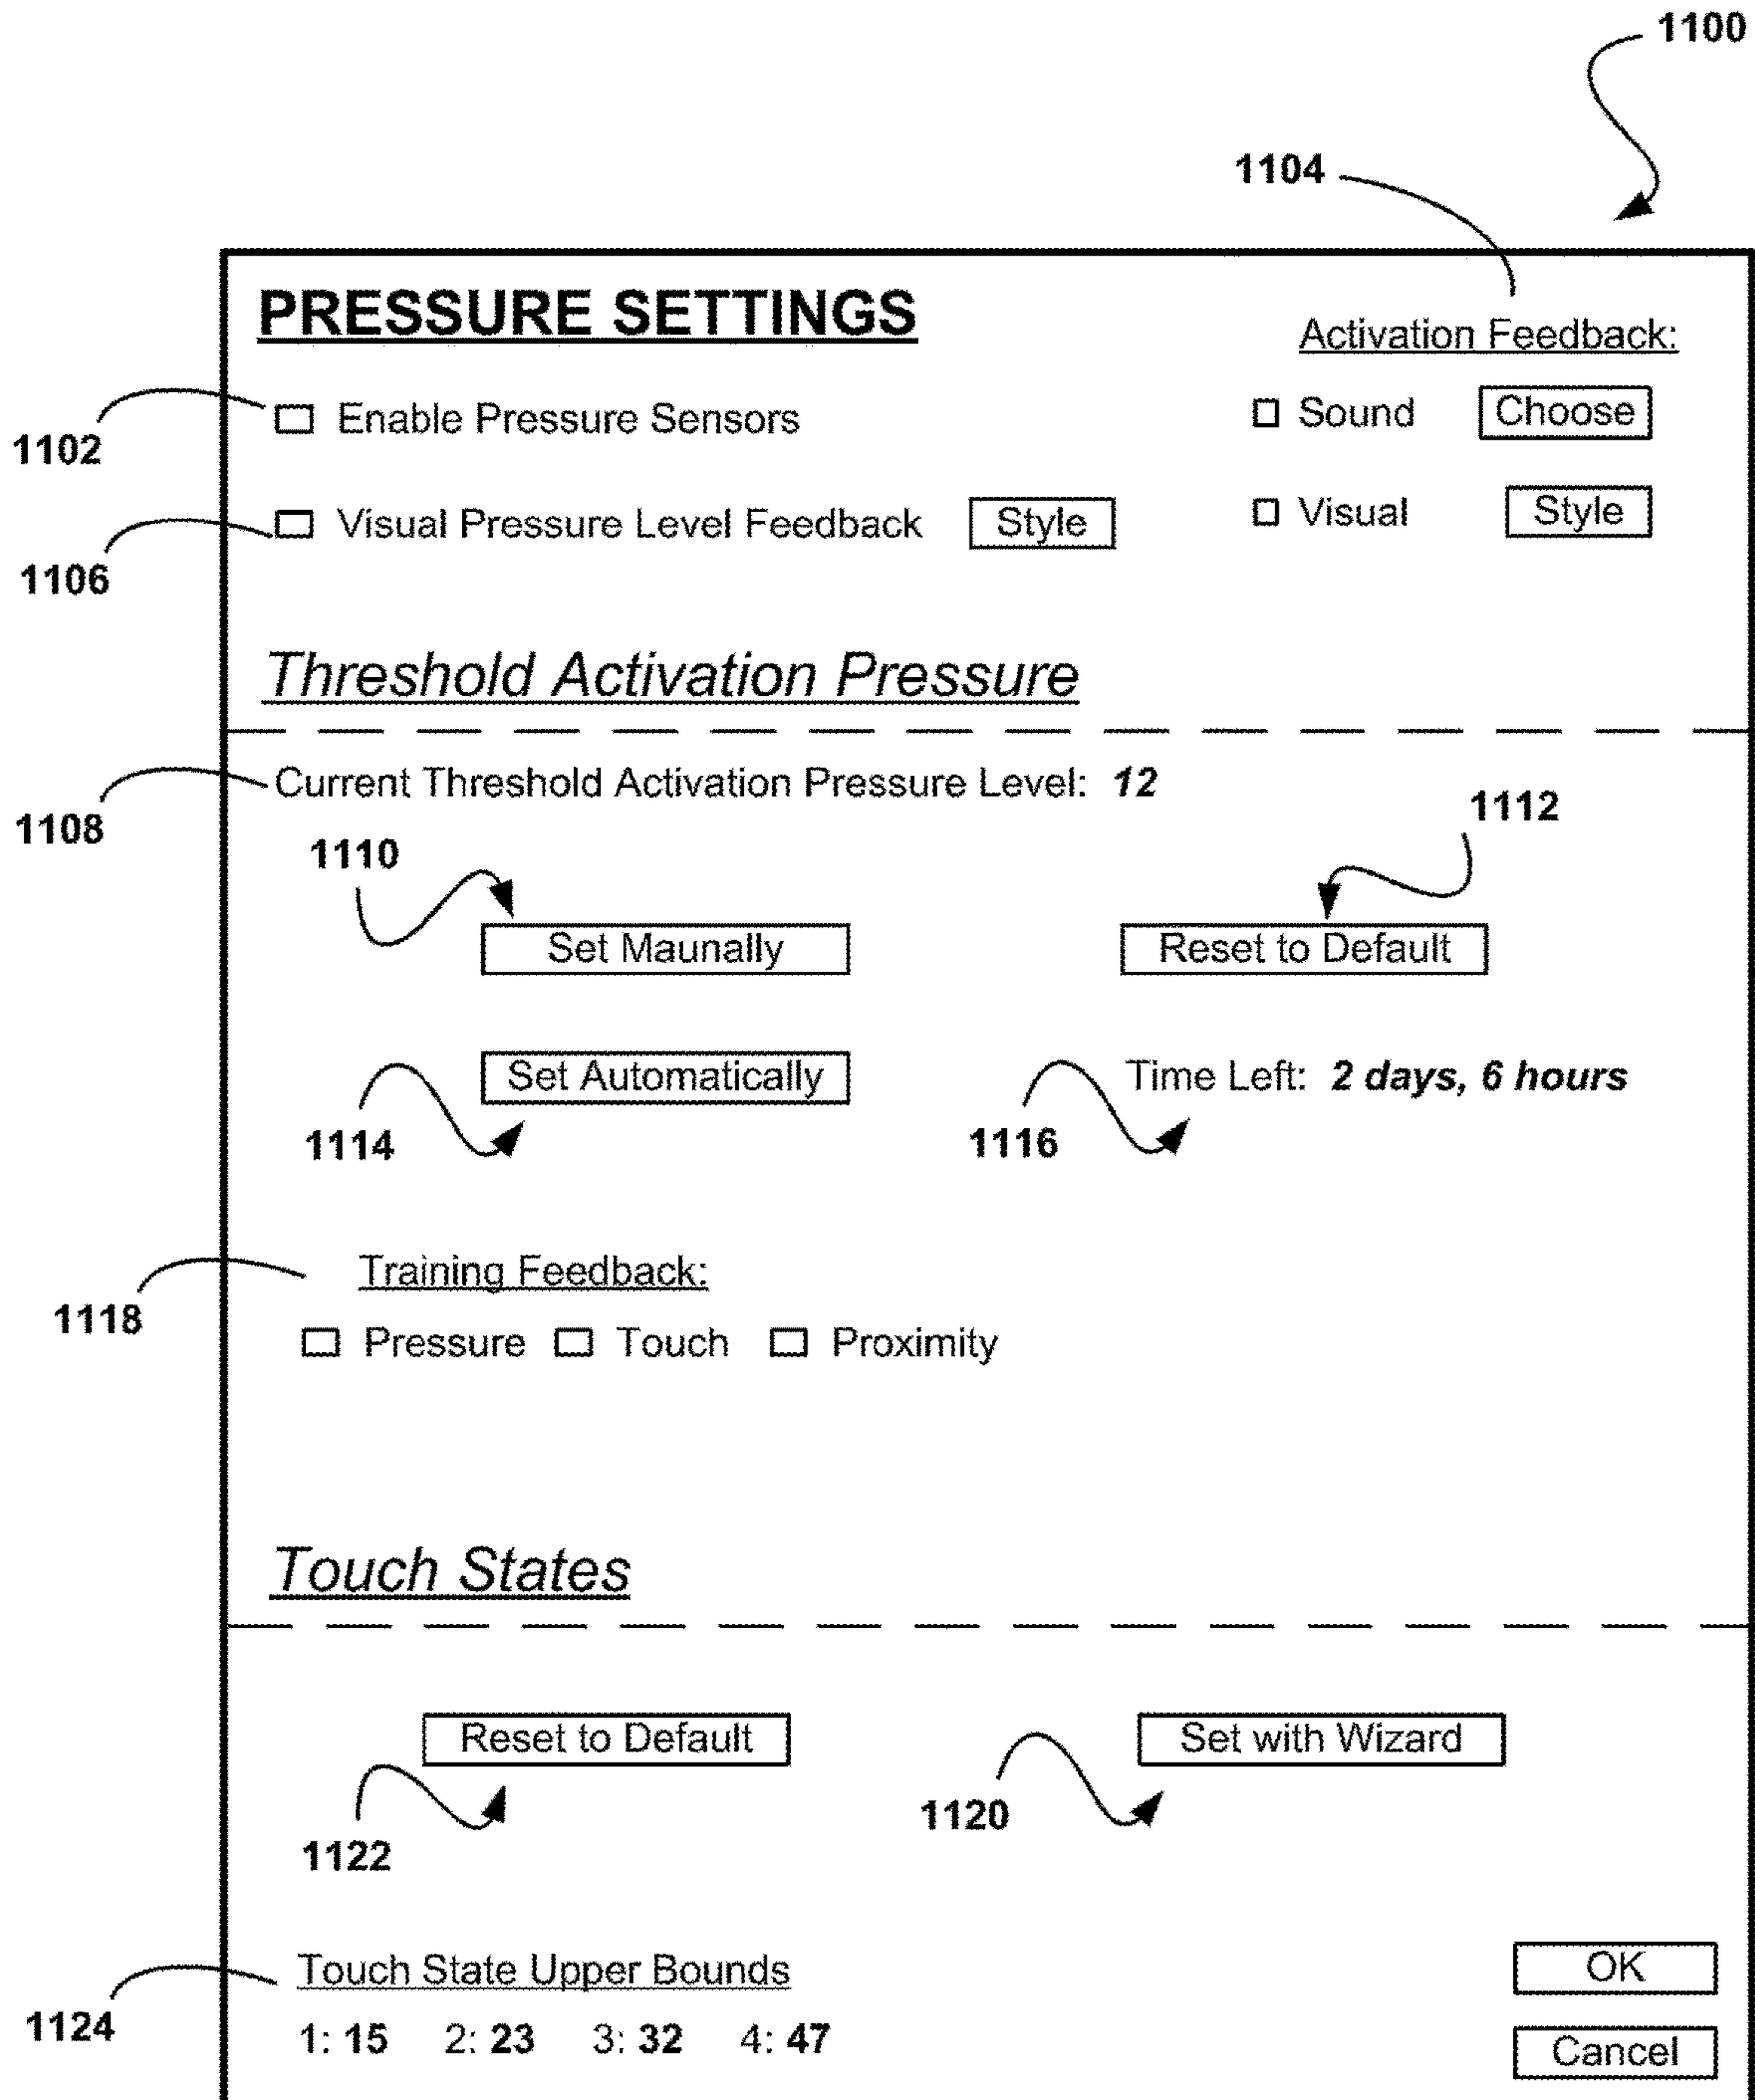 1100
1104
PRESSURE SETTINGS
Activation Feedback:
1102
Enable Pressure Sensors
Sound Choose
1106
Visual Pressure Level Feedback Style
Visual Style
Threshold Activation Pressure
1108
Current Threshold Activation Pressure Level: 12
1110
1112
Set Maunally
Reset to Default
Set Automatically
Time Left: 2 days, 6 hours
1114
1116
1118
Training Feedback:
Pressure Touch Proximity
Touch States
Reset to Default
Set with Wizard
1122
1120
1124
Touch State Upper Bounds
1: 15 2: 23 3: 32 4: 47
OK
Cancel